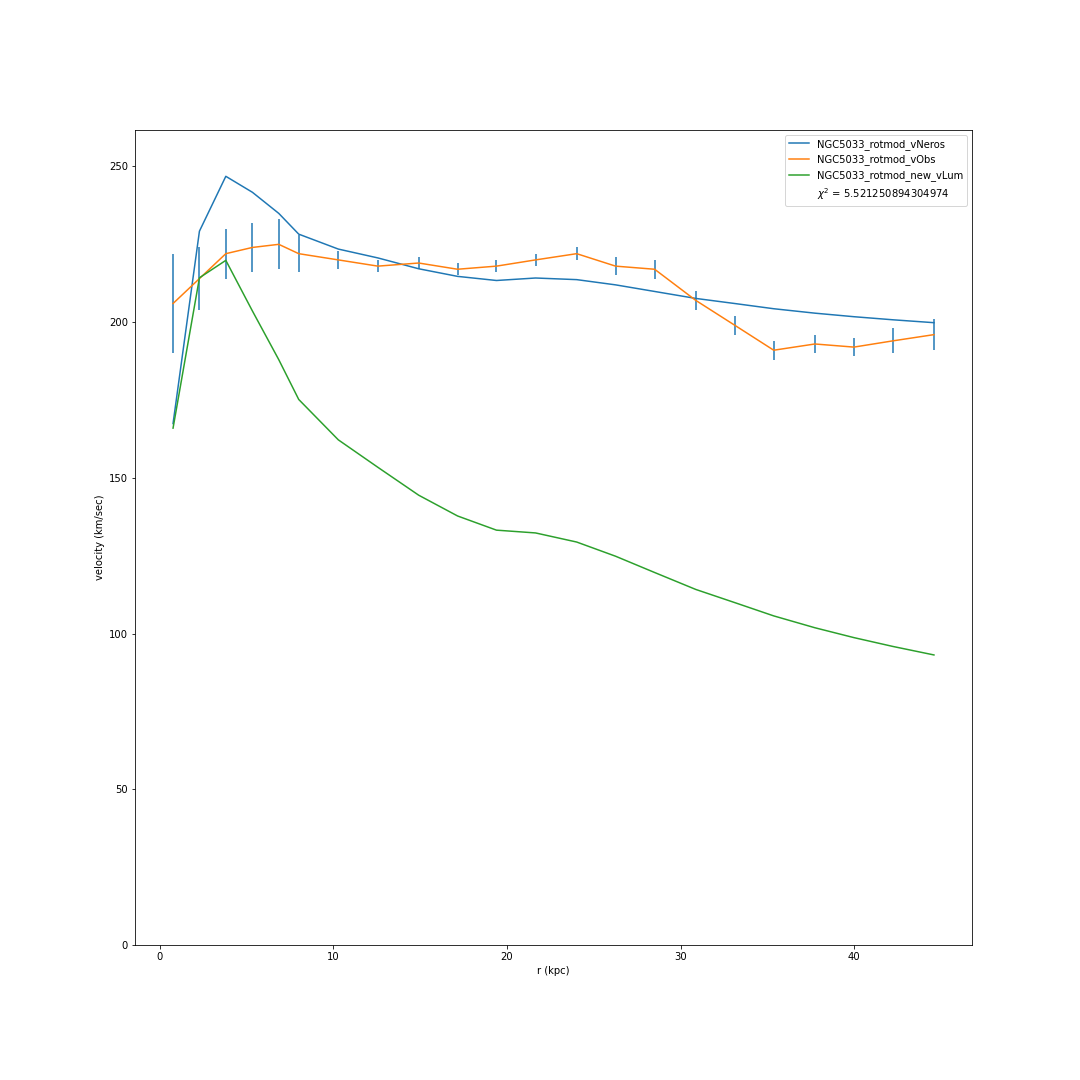 NGC5033_rotmod_vNeros
NGC5033_rotmod_vObs
NGC5033_rotmod_new_vLum
χ² = 5.521250894304974
250
200
150
100
50
0
velocity (km/sec)
0 10 20 30 40
r (kpc)